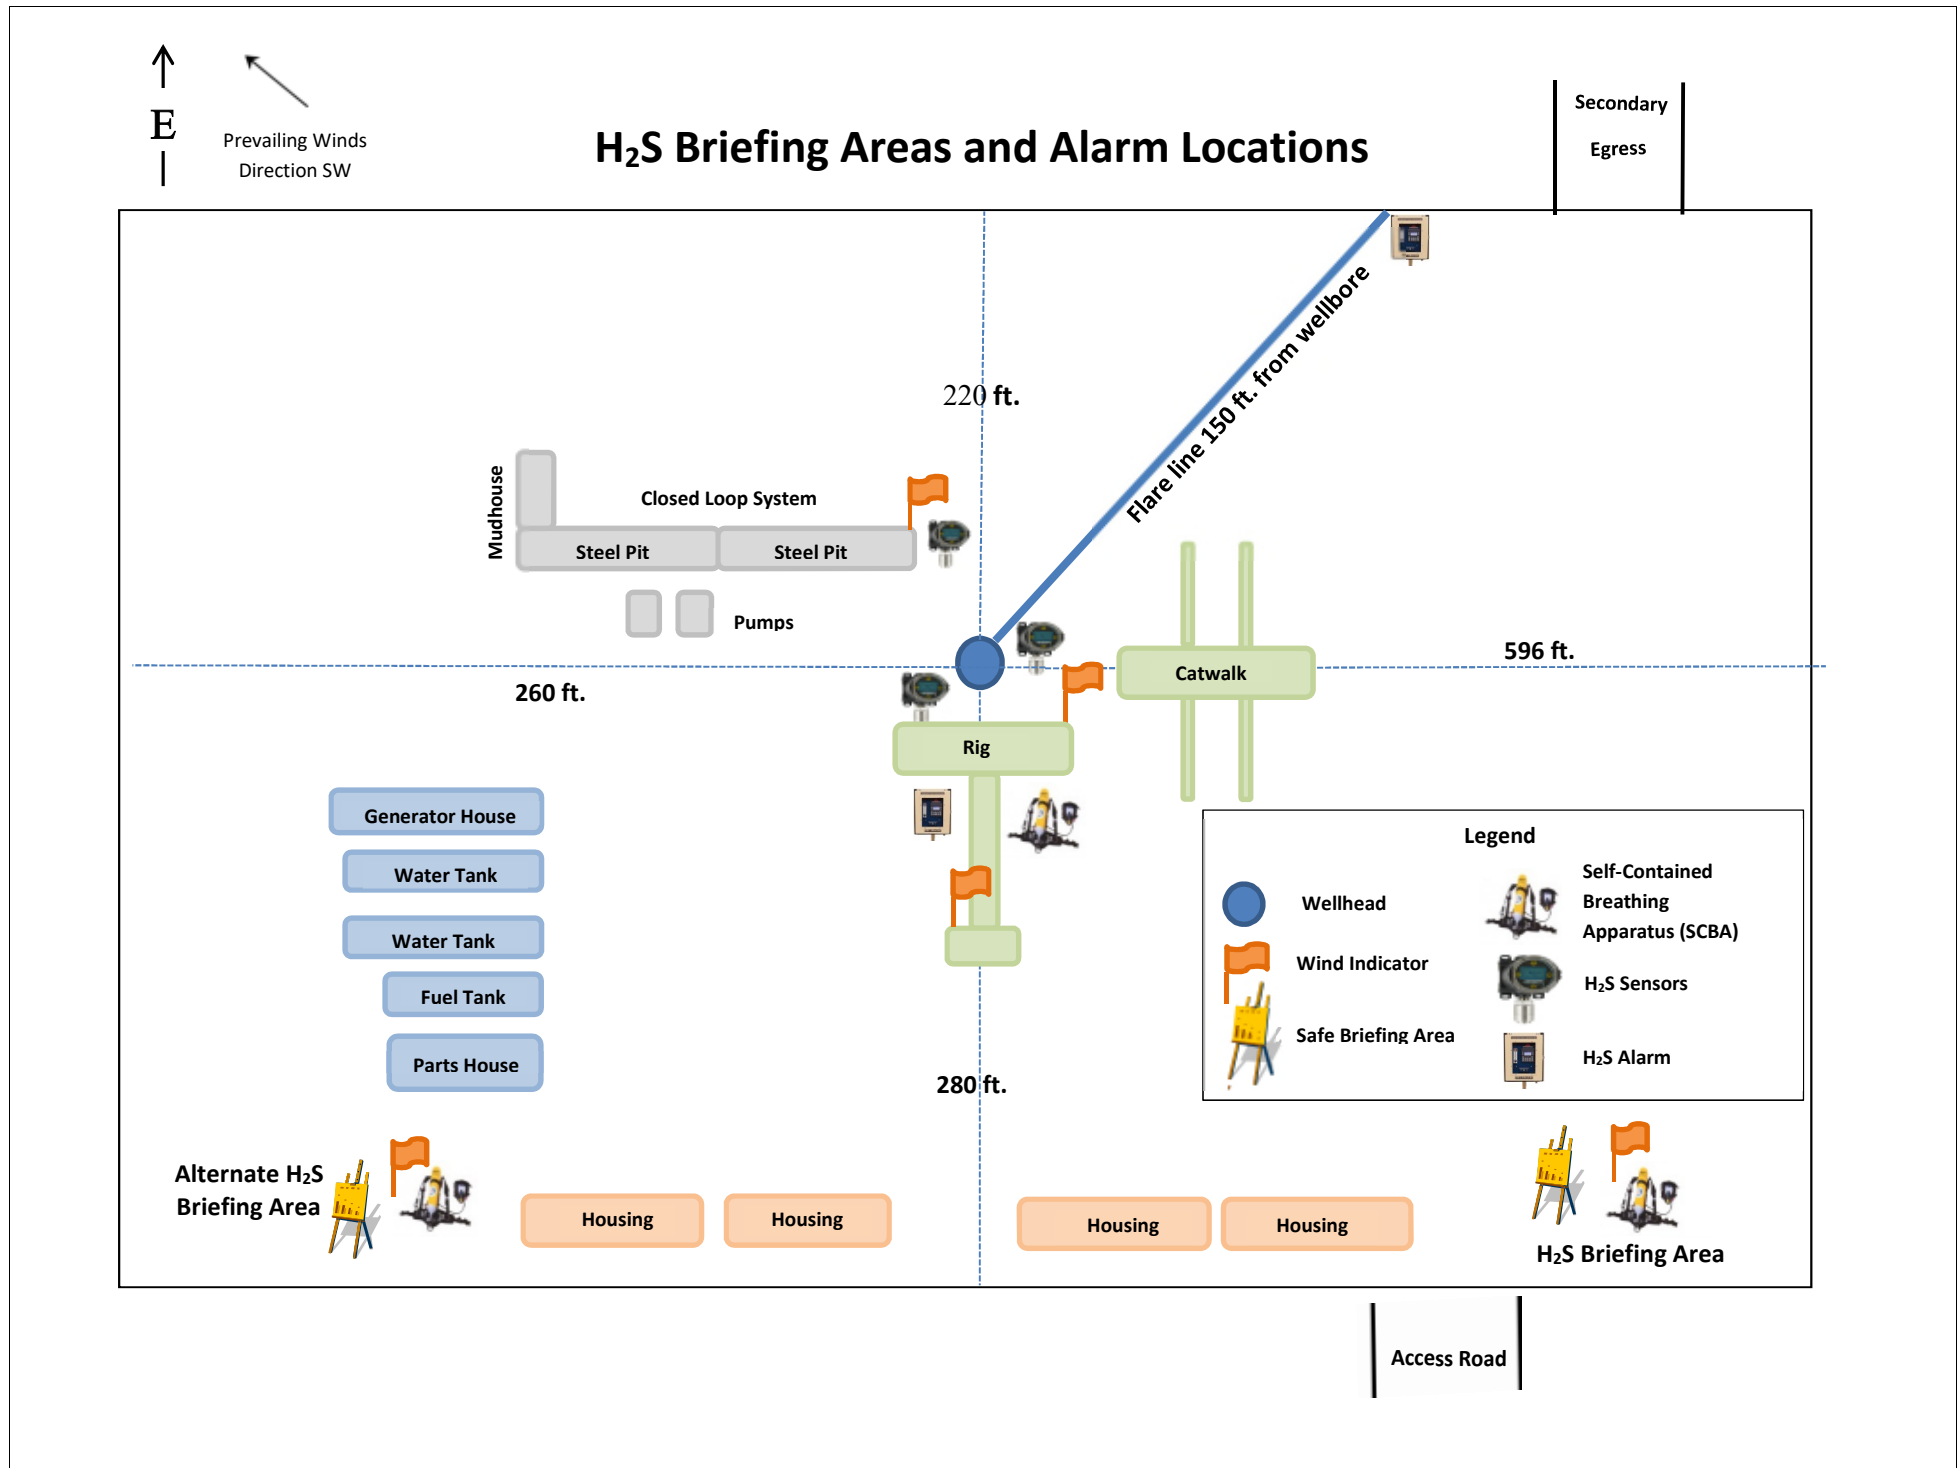 E
Prevailing Winds
Direction SW
H₂S Briefing Areas and Alarm Locations
Secondary
Egress
Flare line 150 ft. from wellbore
220 ft.
Mudhouse
Closed Loop System
Steel Pit
Steel Pit
Pumps
596 ft.
260 ft.
Catwalk
Rig
Generator House
Water Tank
Water Tank
Fuel Tank
Parts House
280 ft.
Legend
Wellhead
Wind Indicator
Safe Briefing Area
Self-Contained
Breathing
Apparatus (SCBA)
H₂S Sensors
H₂S Alarm
Alternate H₂S
Briefing Area
Housing
Housing
Housing
Housing
H₂S Briefing Area
Access Road